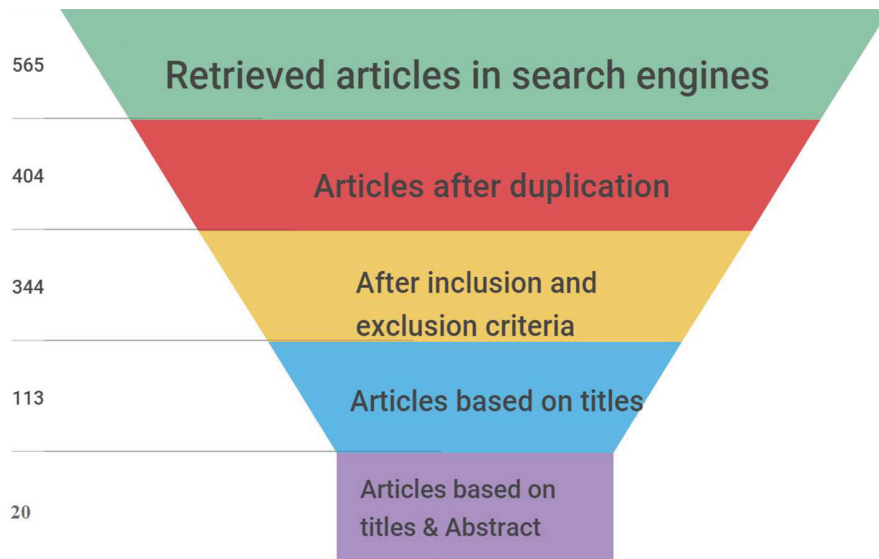 565
Retrieved articles in search engines
404
Articles after duplication
344
After inclusion and
exclusion criteria
113
Articles based on titles
20
Articles based on
titles & Abstract